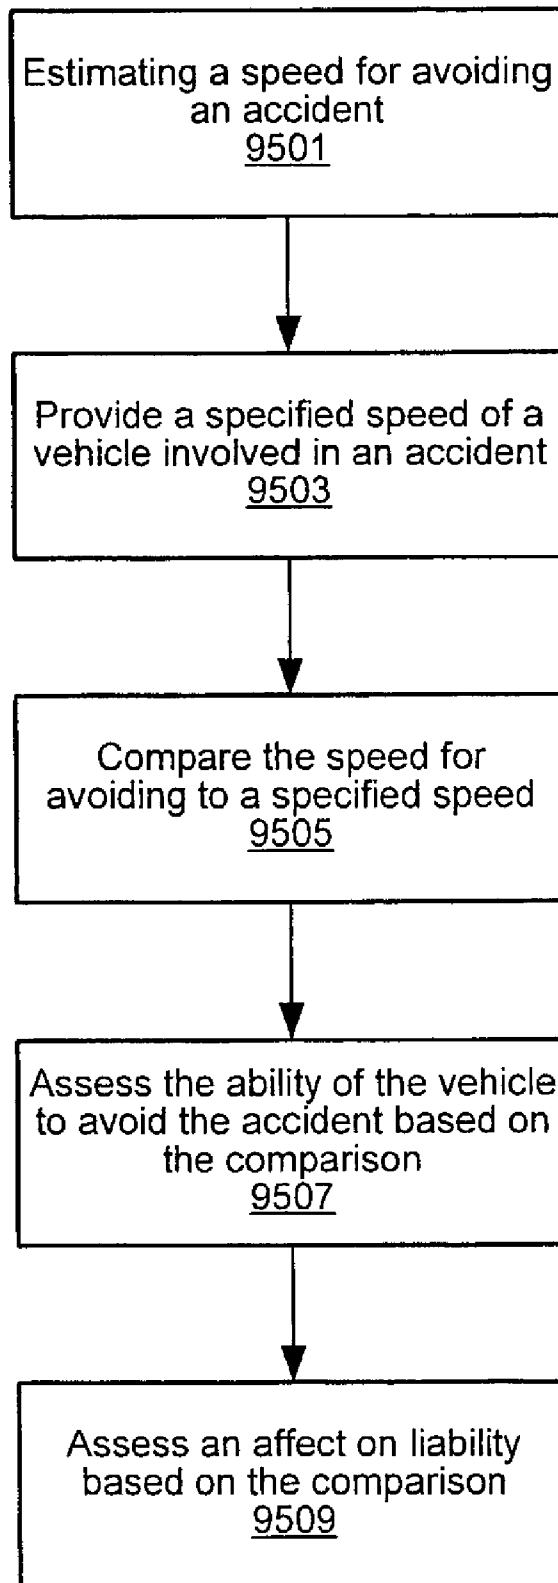 Estimating a speed for avoiding
an accident
9501
Provide a specified speed of a
vehicle involved in an accident
9503
Compare the speed for
avoiding to a specified speed
9505
Assess the ability of the vehicle
to avoid the accident based on
the comparison
9507
Assess an affect on liability
based on the comparison
9509